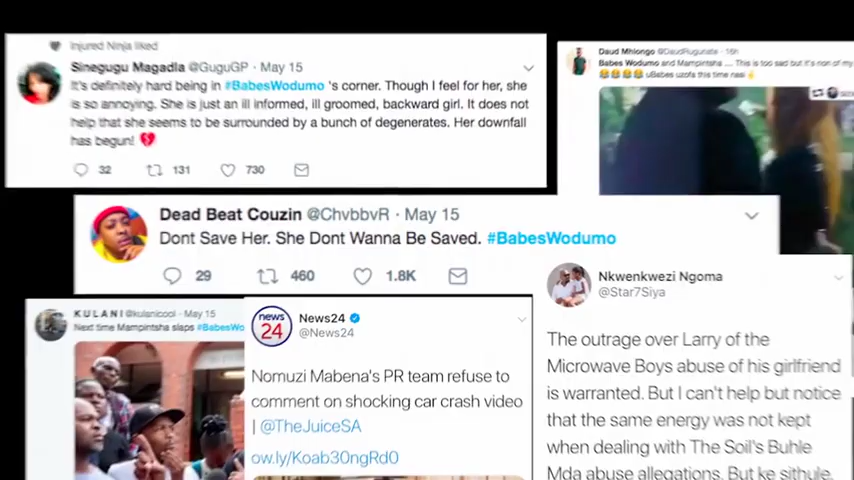 Injured Ninja liked
Sinegugu Magadla @GuguGP · May 15
It's definitely hard being in #BabesWodumo 's corner. Though I feel for her, she
is so annoying. She is just an ill informed, ill groomed, backward girl. It does not
help that she seems to be surrounded by a bunch of degenerates. Her downfall
has begun! 💔
32 131 730
Daud Mhlongo @DaudRugunata · 16h
Babes Wodumo and Mampintsha .... This is too sad but it's non of my
😂😂😂😂 uBabes uzofa this time nasi
Dead Beat Couzin @ChvbbvR · May 15
Dont Save Her. She Dont Wanna Be Saved. #BabesWodumo
29 460 1.8K
KULANI @kulanicool · May 15
Next time Mampintsha slaps #BabesWo
news
24
News24
@News24
Nomuzi Mabena's PR team refuse to
comment on shocking car crash video
| @TheJuiceSA
ow.ly/Koab30ngRd0
Nkwenkwezi Ngoma
@Star7Siya
The outrage over Larry of the
Microwave Boys abuse of his girlfriend
is warranted. But I can't help but notice
that the same energy was not kept
when dealing with The Soil's Buhle
Mda abuse allegations. But ke sithule.